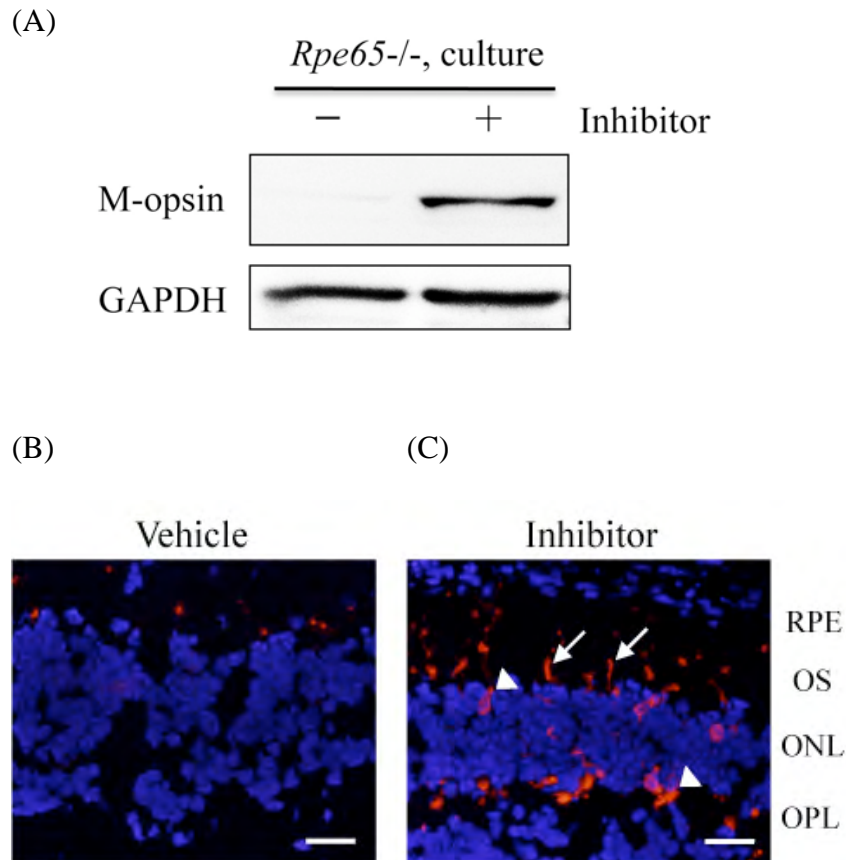 (A)
Rpe65-/-, culture
− + Inhibitor
M-opsin
GAPDH
(B) (C)
Vehicle Inhibitor
RPE
OS
ONL
OPL